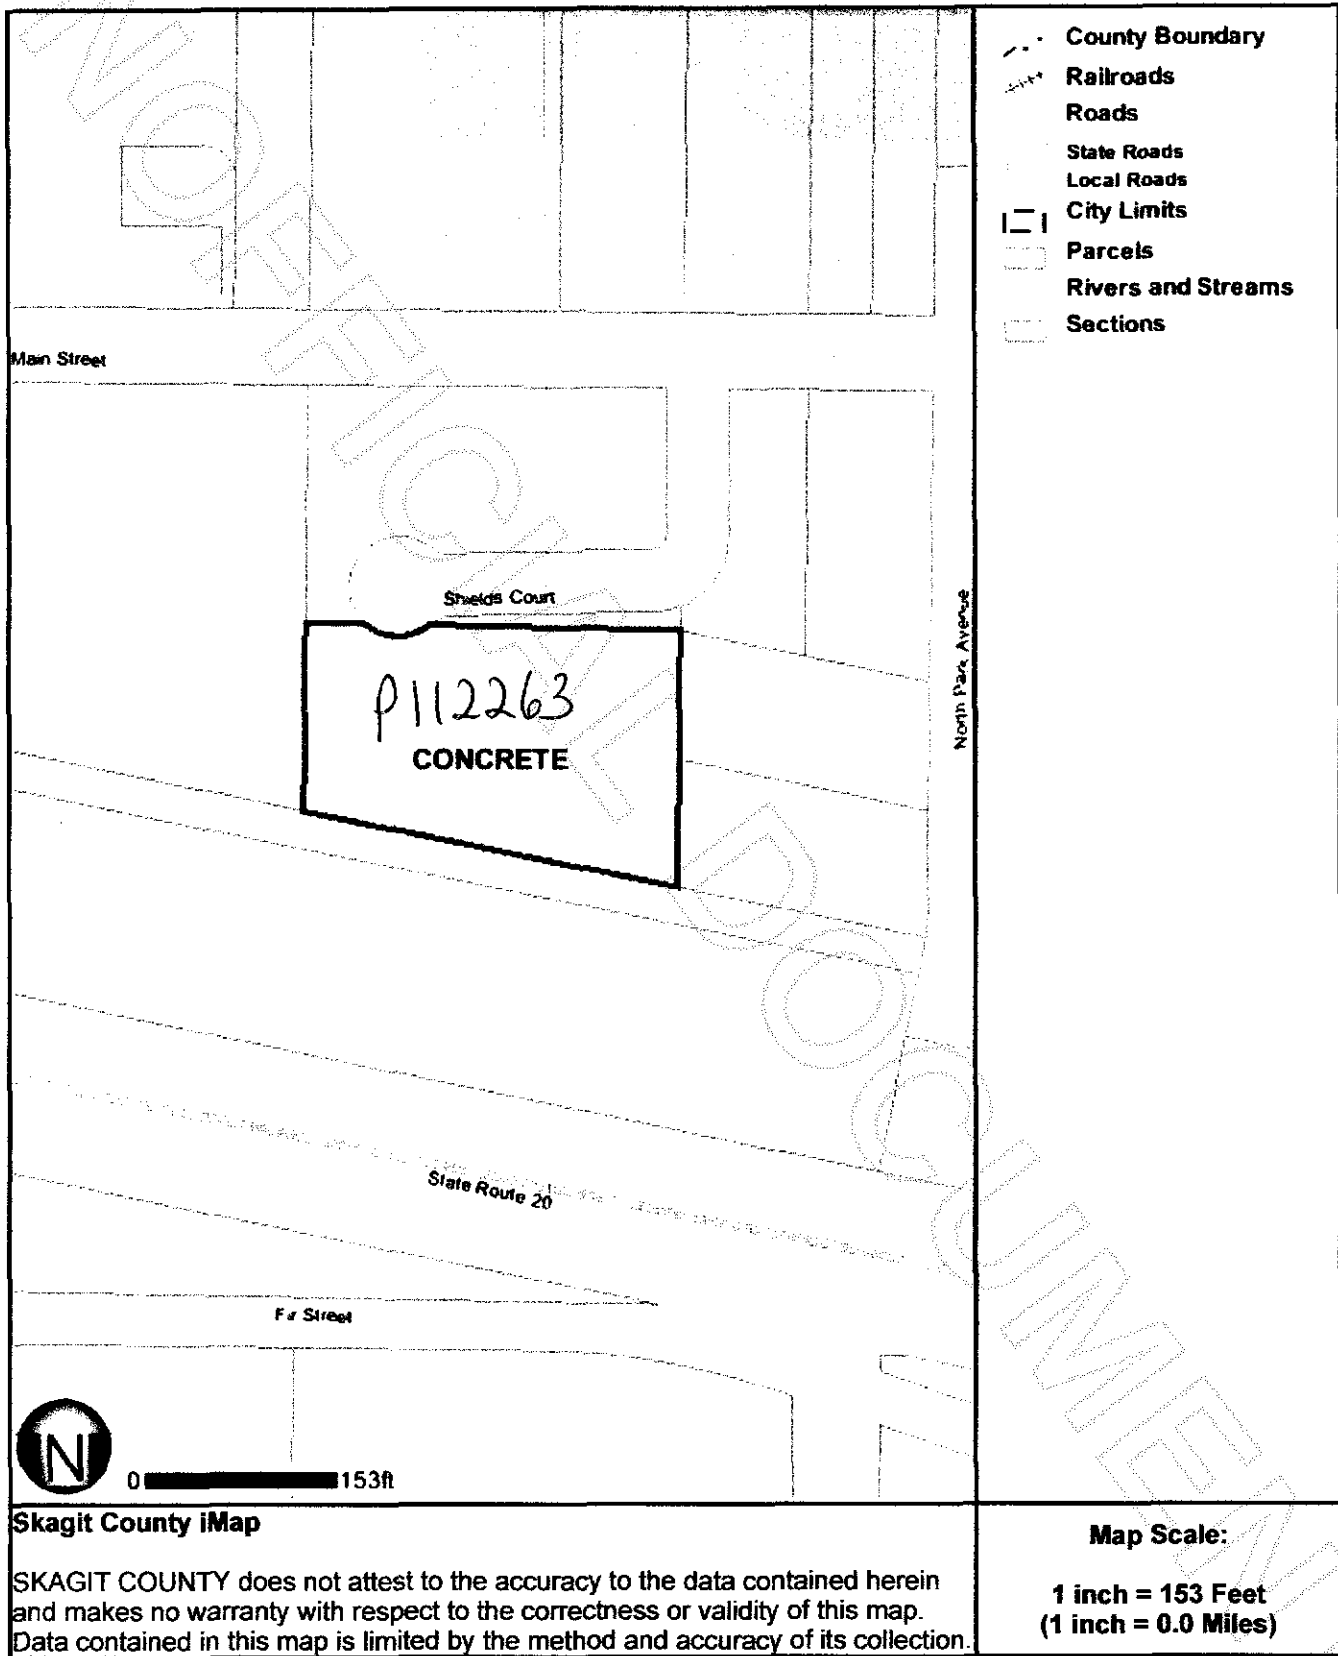 County Boundary
Railroads
Roads
State Roads
Local Roads
City Limits
Parcels
Rivers and Streams
Sections
Main Street
Shields Court
North Park Avenue
P112263
CONCRETE
State Route 20
Fir Street
N
0 153ft
UNOFFICIAL DOCUMENT
Skagit County iMap
SKAGIT COUNTY does not attest to the accuracy to the data contained herein
and makes no warranty with respect to the correctness or validity of this map.
Data contained in this map is limited by the method and accuracy of its collection.
Map Scale:
1 inch = 153 Feet
(1 inch = 0.0 Miles)